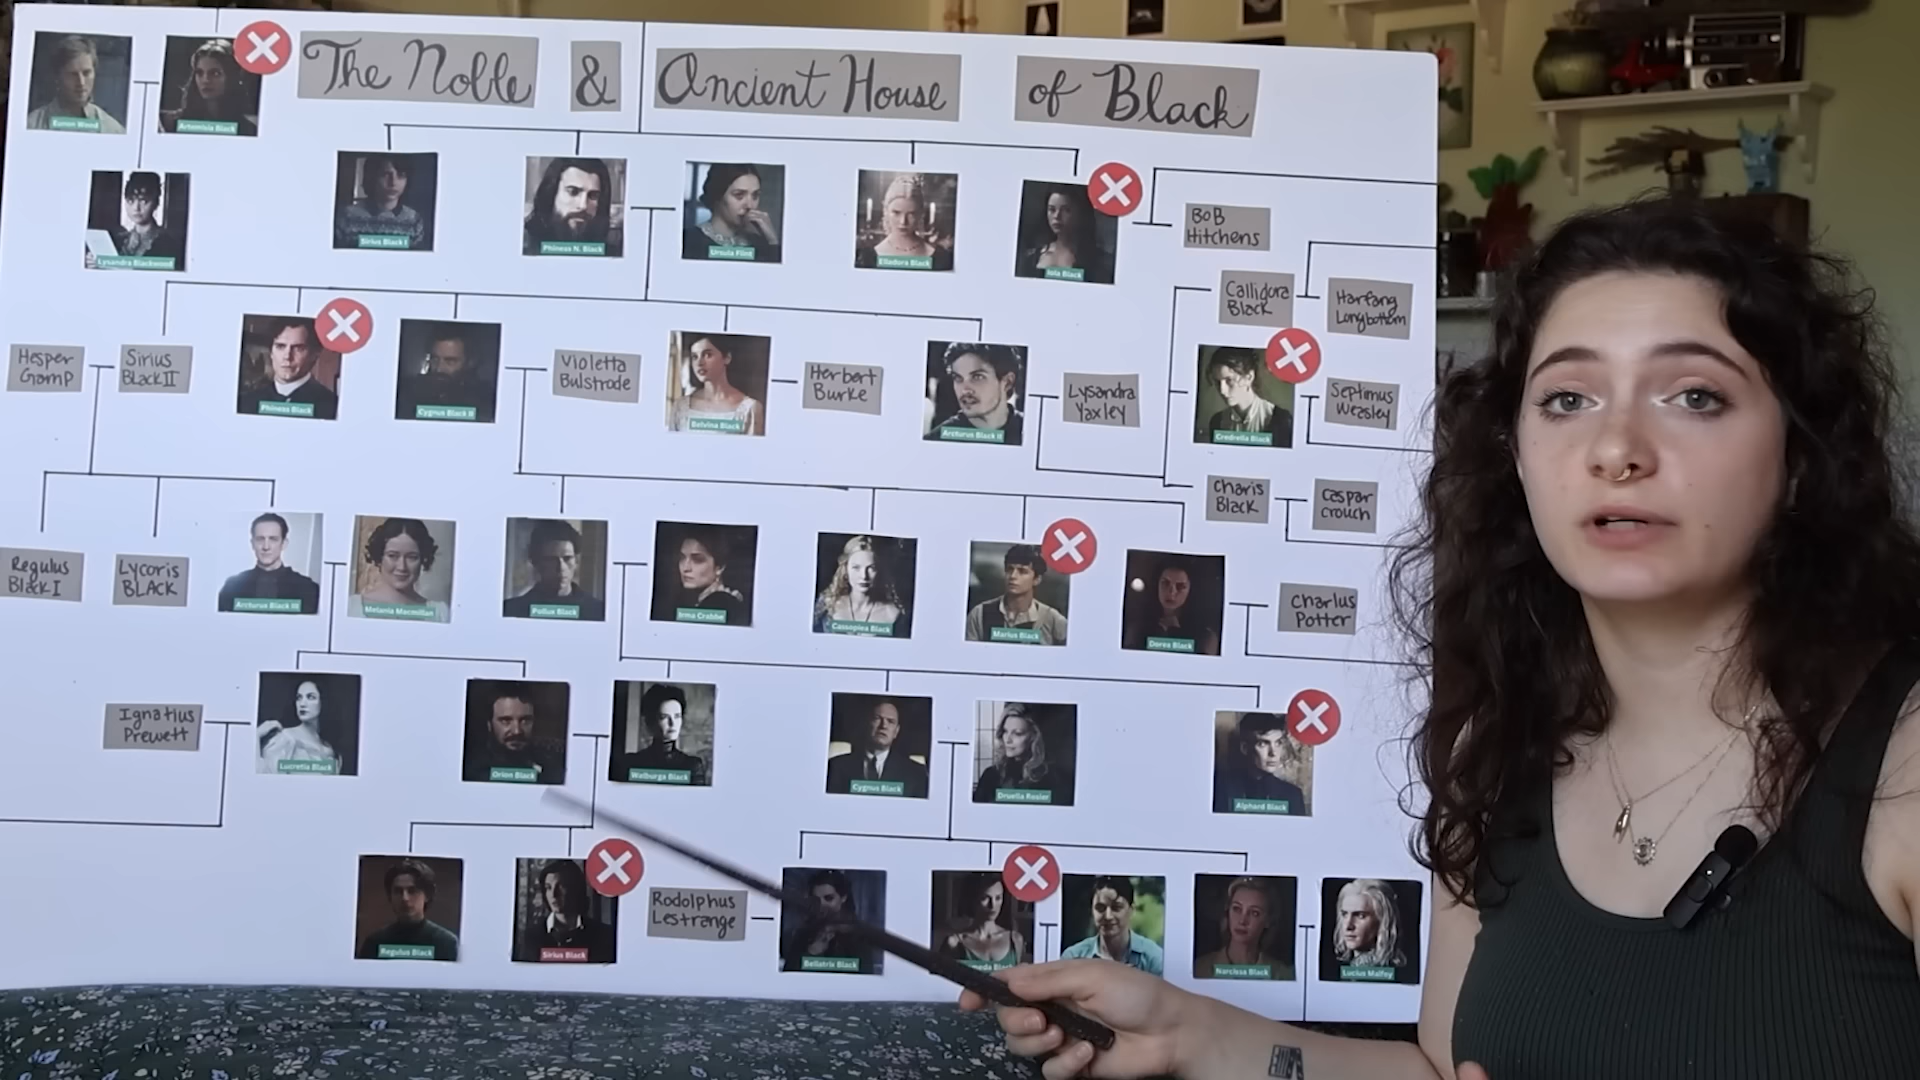 The Noble & Ancient House of Black
Euron Wood
Artemisia Black
Lysandra Blackwood
Sirius Black I
Phineas N. Black
Ursula Flint
Elladora Black
Isla Black
Bob
Hitchens
Callidora
Black
Harfang
Longbottom
Hesper
Gamp
Sirius
Black II
Phineas Black
Cygnus Black II
Violetta
Bulstrode
Belvina Black
Herbert
Burke
Arcturus Black II
Lysandra
Yaxley
Cedrella Black
Septimus
Weasley
Charis
Black
Caspar
Crouch
Regulus
Black I
Lycoris
BLACK
Arcturus Black III
Melania Macmillan
Pollux Black
Irma Crabbe
Cassiopeia Black
Marius Black
Dorea Black
Charlus
Potter
Ignatius
Prewett
Lucretia Black
Orion Black
Walburga Black
Cygnus Black
Druella Rosier
Alphard Black
Regulus Black
Sirius Black
Rodolphus
Lestrange
Bellatrix Black
meda Black
Narcissa Black
Lucius Malfoy